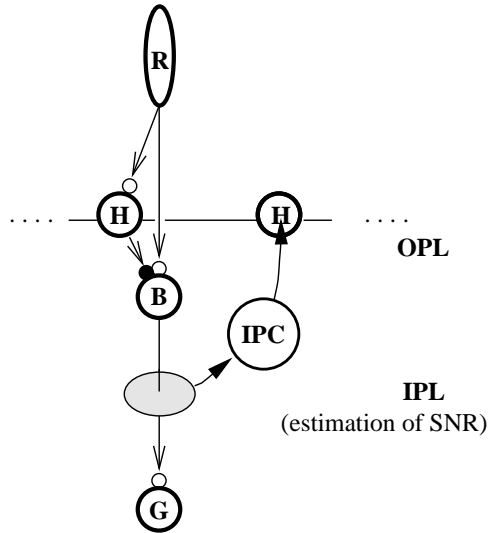 R
. . . . H H . . . .
OPL
B
IPC
IPL
(estimation of SNR)
G